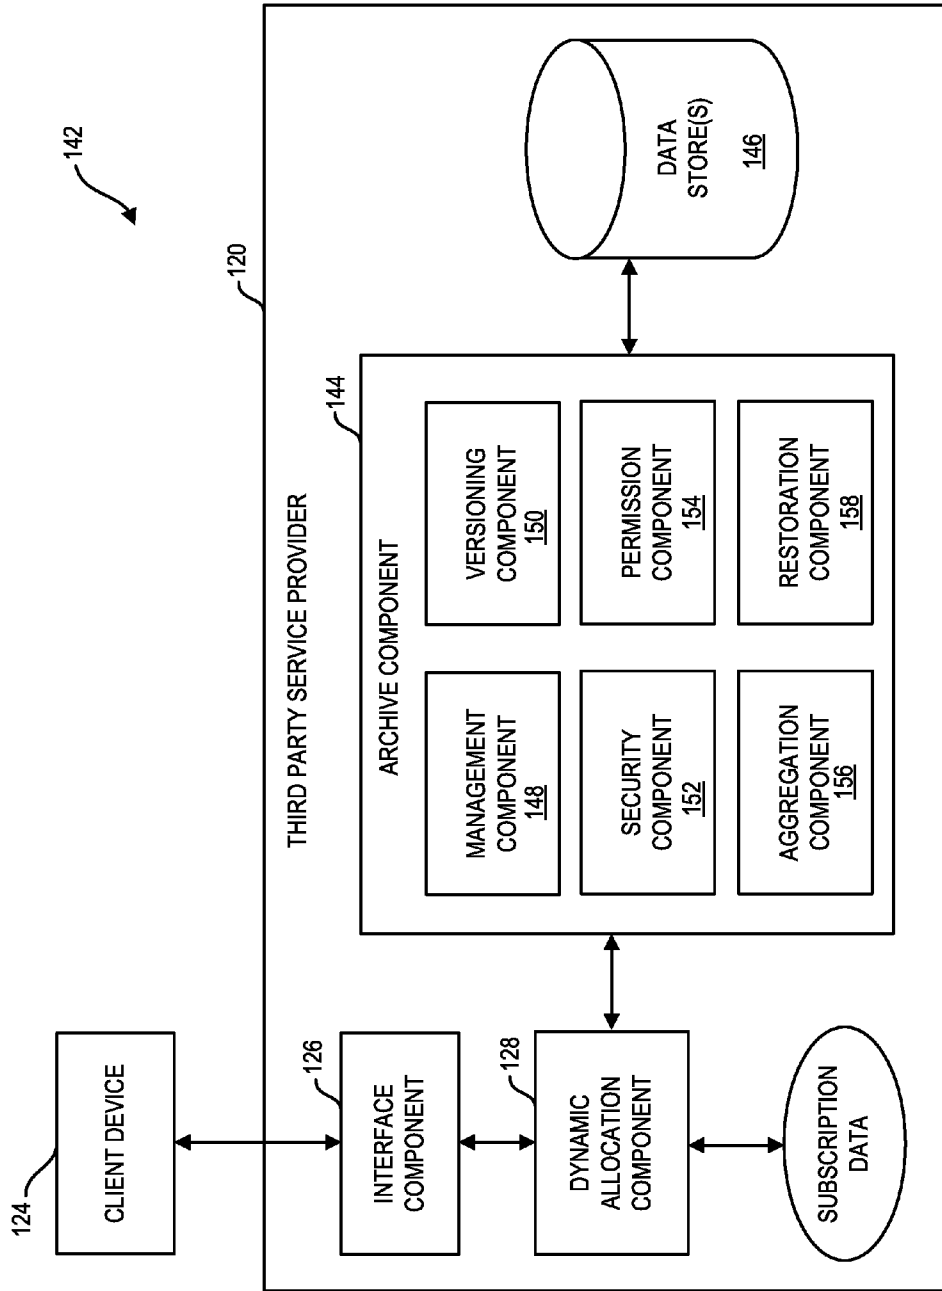 142
120
124
CLIENT DEVICE
THIRD PARTY SERVICE PROVIDER
126
INTERFACE
COMPONENT
128
DYNAMIC
ALLOCATION
COMPONENT
SUBSCRIPTION
DATA
144
ARCHIVE COMPONENT
MANAGEMENT
COMPONENT
148
VERSIONING
COMPONENT
150
SECURITY
COMPONENT
152
PERMISSION
COMPONENT
154
AGGREGATION
COMPONENT
156
RESTORATION
COMPONENT
158
DATA
STORE(S)
146